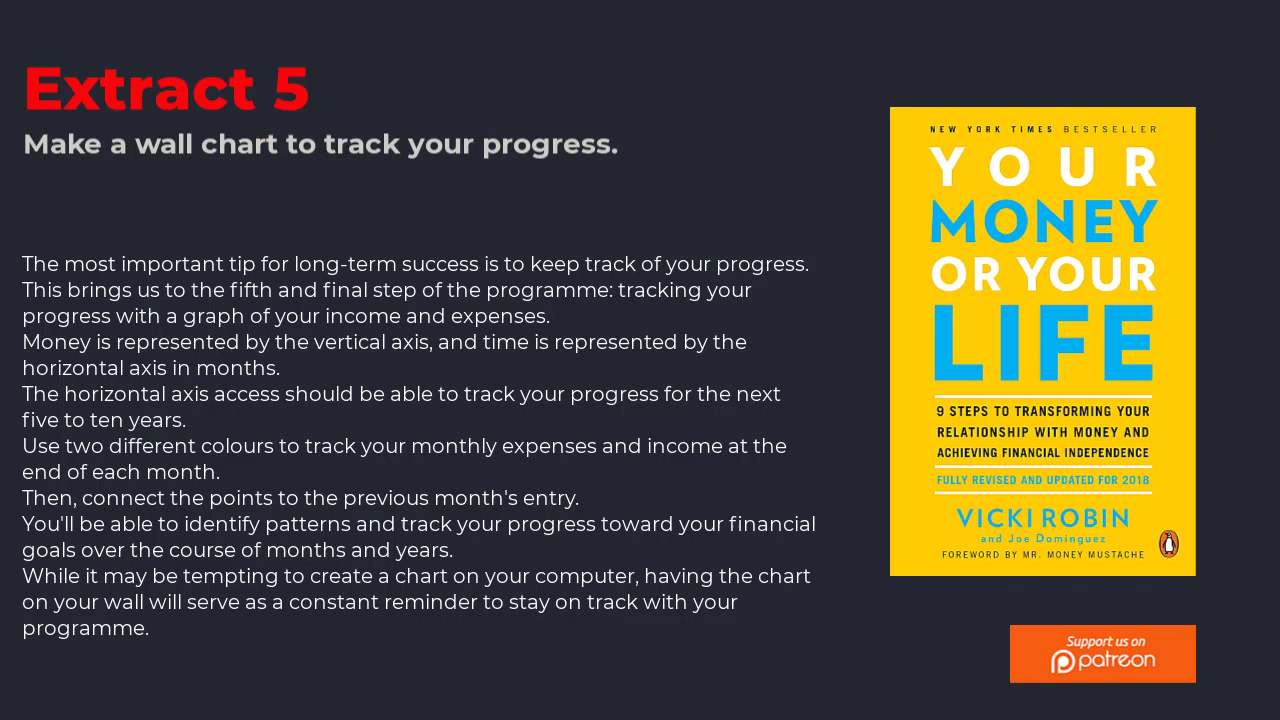 Extract 5
Make a wall chart to track your progress.
The most important tip for long-term success is to keep track of your progress.
This brings us to the fifth and final step of the programme: tracking your
progress with a graph of your income and expenses.
Money is represented by the vertical axis, and time is represented by the
horizontal axis in months.
The horizontal axis access should be able to track your progress for the next
five to ten years.
Use two different colours to track your monthly expenses and income at the
end of each month.
Then, connect the points to the previous month's entry.
You'll be able to identify patterns and track your progress toward your financial
goals over the course of months and years.
While it may be tempting to create a chart on your computer, having the chart
on your wall will serve as a constant reminder to stay on track with your
programme.
NEW YORK TIMES BESTSELLER
YOUR
MONEY
OR YOUR
LIFE
9 STEPS TO TRANSFORMING YOUR
RELATIONSHIP WITH MONEY AND
ACHIEVING FINANCIAL INDEPENDENCE
FULLY REVISED AND UPDATED FOR 2018
VICKI ROBIN
and Joe Dominguez
FOREWORD BY MR. MONEY MUSTACHE
Support us on
patreon